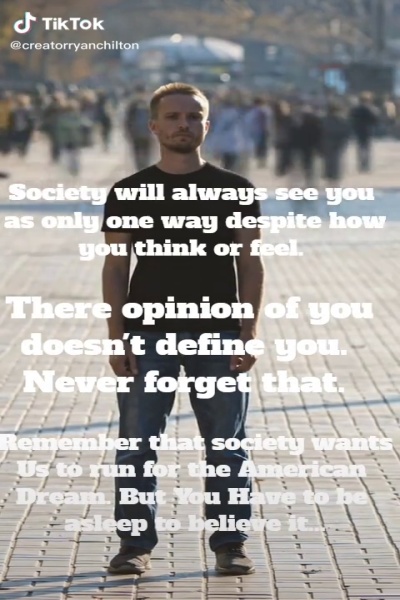 TikTok
@creatorryanchilton
Society will always see you
as only one way despite how
you think or feel.
There opinion of you
doesn't define you.
Never forget that.
Remember that society wants
Us to run for the American
Dream. But You Have to be
asleep to believe it...